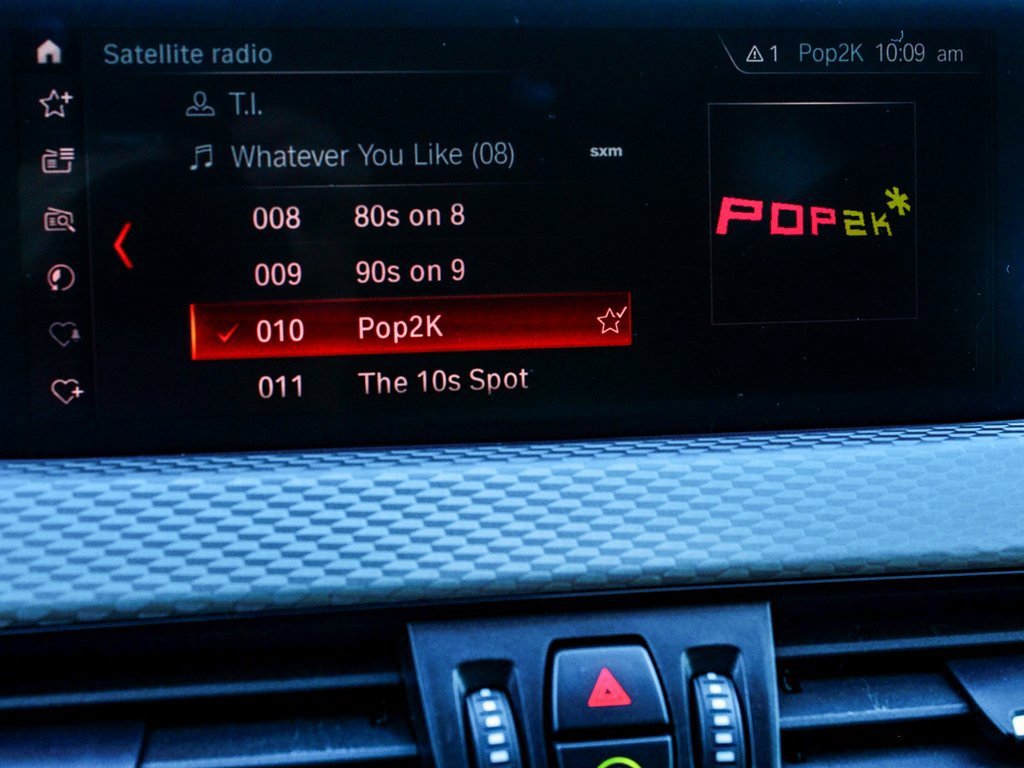 Satellite radio
1 Pop2K 10:09 am
T.I.
Whatever You Like (08) sxm
008 80s on 8
009 90s on 9
010 Pop2K
011 The 10s Spot
POP2K*